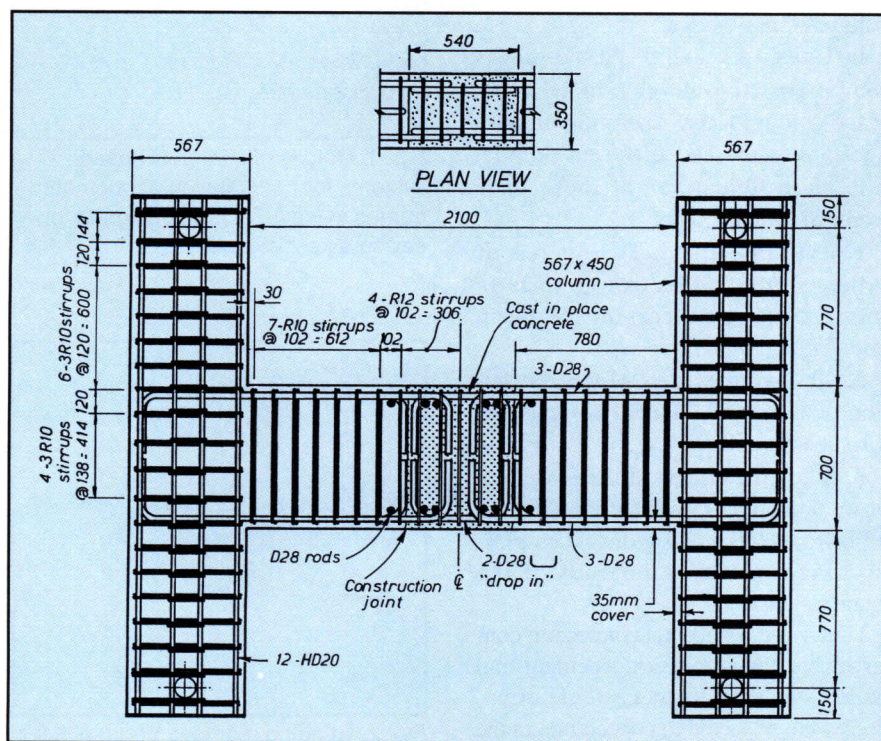 540
350
PLAN VIEW
567
567
2100
150
144
120
30
567 x 450
column
4-R12 stirrups
@ 102 = 306
Cast in place
concrete
7-R10 stirrups
@ 102 = 612
102
780
770
6-3R10 stirrups
@120 = 600
3-D28
120
4-3R10
stirrups
@138 = 414
700
D28 rods
2-D28
3-D28
Construction
joint
℄
"drop in"
35mm
cover
770
12-HD20
150